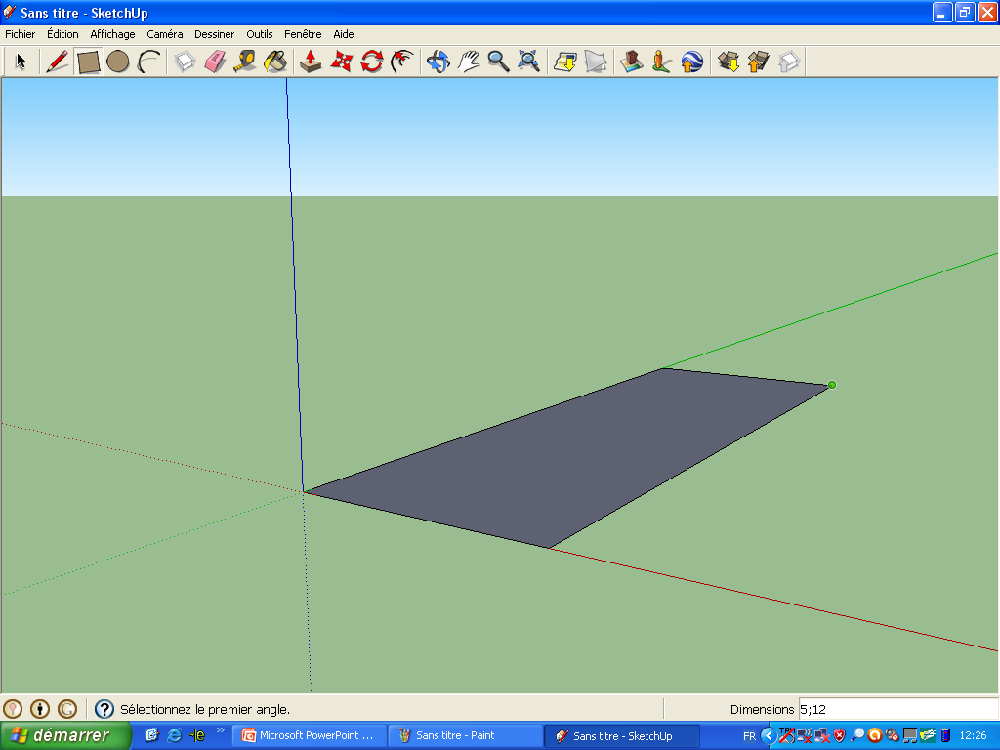 Sans titre - SketchUp
Fichier Édition Affichage Caméra Dessiner Outils Fenêtre Aide
Sélectionnez le premier angle. Dimensions 5;12
démarrer Microsoft PowerPoint ... Sans titre - Paint Sans titre - SketchUp FR 12:26